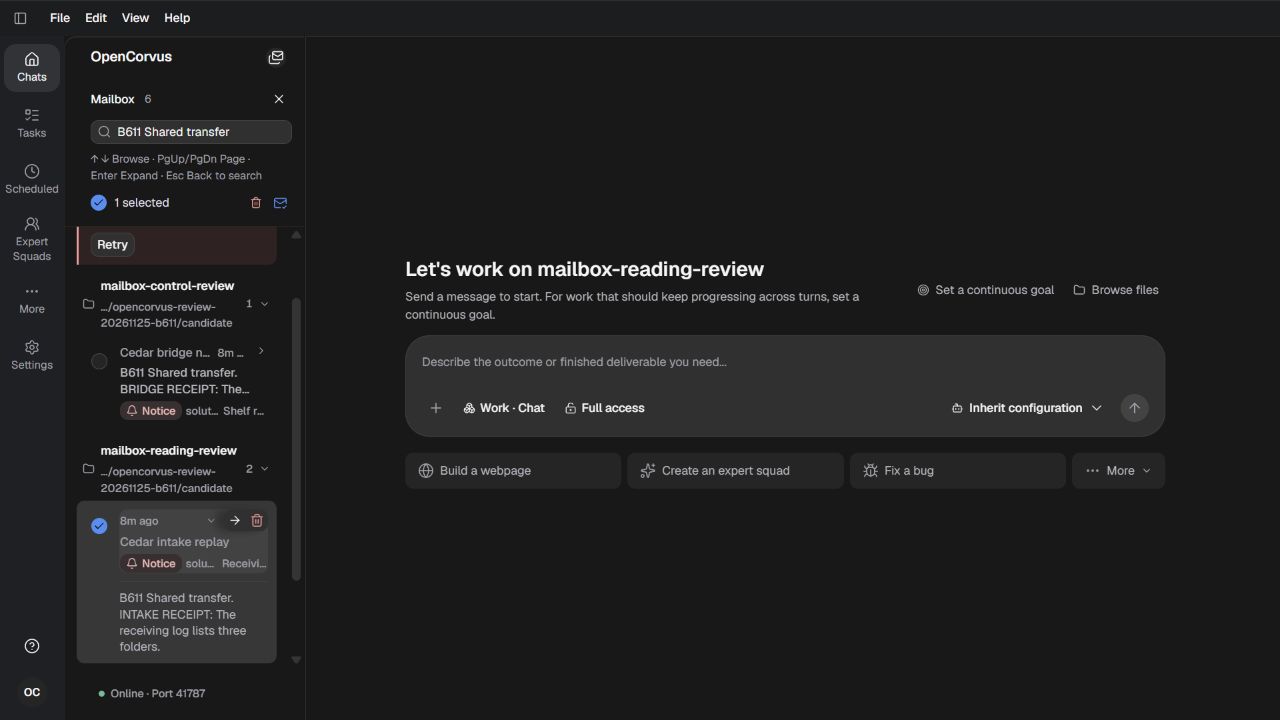 File Edit View Help
Chats
Tasks
Scheduled
Expert
Squads
More
Settings
OC
OpenCorvus
Mailbox 6
B611 Shared transfer
↑ ↓ Browse · PgUp/PgDn Page ·
Enter Expand · Esc Back to search
1 selected
Retry
mailbox-control-review
.../opencorvus-review-
20261125-b611/candidate
1
Cedar bridge n... 8m ...
B611 Shared transfer.
BRIDGE RECEIPT: The...
Notice solut... Shelf r...
mailbox-reading-review
.../opencorvus-review-
20261125-b611/candidate
2
8m ago
Cedar intake replay
Notice solu... Receivi...
B611 Shared transfer.
INTAKE RECEIPT: The
receiving log lists three
folders.
Online · Port 41787
Let's work on mailbox-reading-review
Send a message to start. For work that should keep progressing across turns, set a
continuous goal.
Set a continuous goal
Browse files
Describe the outcome or finished deliverable you need...
Work · Chat
Full access
Inherit configuration
Build a webpage
Create an expert squad
Fix a bug
More